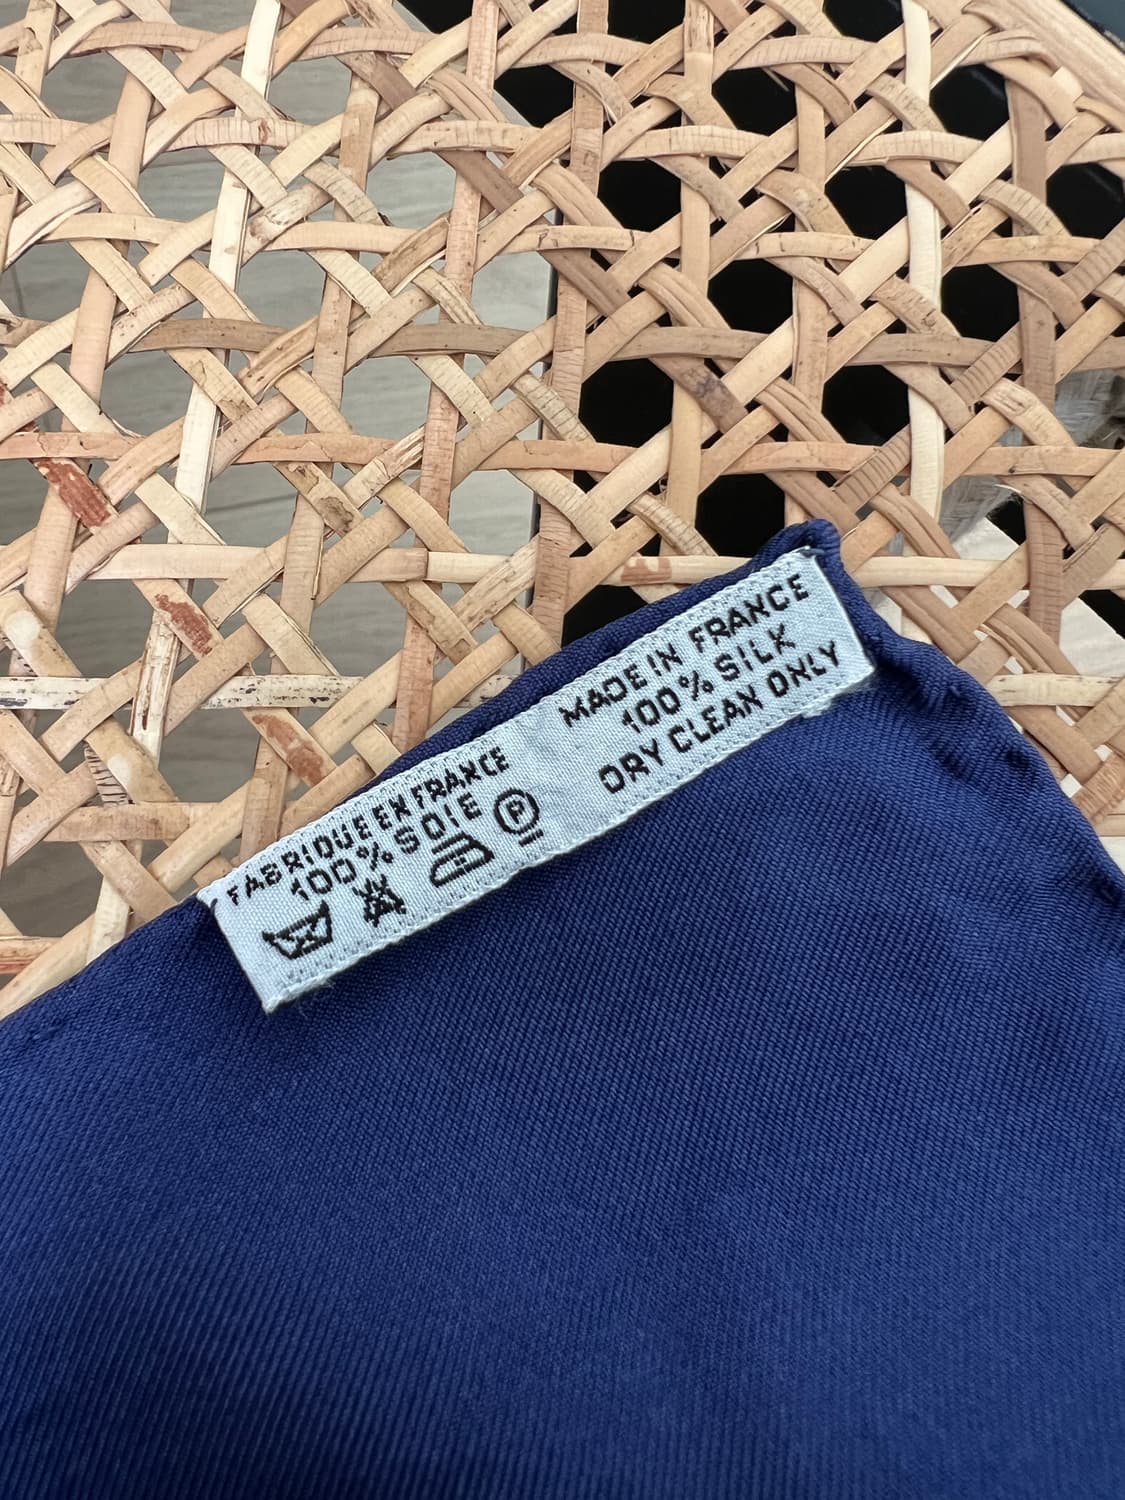 FABRIQUE EN FRANCE
100% SOIE
P
MADE IN FRANCE
100% SILK
DRY CLEAN ONLY